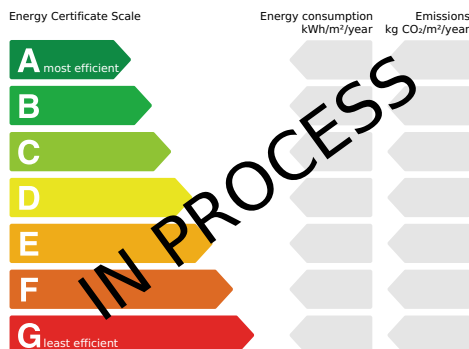 Energy Certificate Scale
Energy consumption
kWh/m²/year
Emissions
kg CO₂/m²/year
A most efficient
B
C
D
E
F
G least efficient
IN PROCESS